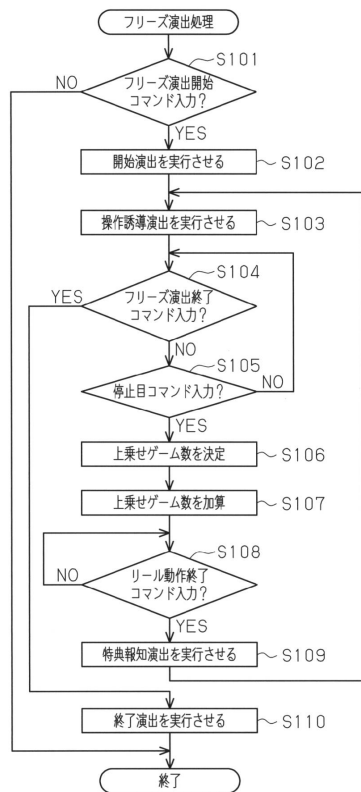 フリーズ演出処理
S101
NO
フリーズ演出開始
コマンド入力？
YES
開始演出を実行させる
S102
操作誘導演出を実行させる
S103
S104
YES
フリーズ演出終了
コマンド入力？
NO
S105
停止目コマンド入力？
NO
YES
上乗せゲーム数を決定
S106
上乗せゲーム数を加算
S107
S108
NO
リール動作終了
コマンド入力？
YES
特典報知演出を実行させる
S109
終了演出を実行させる
S110
終了